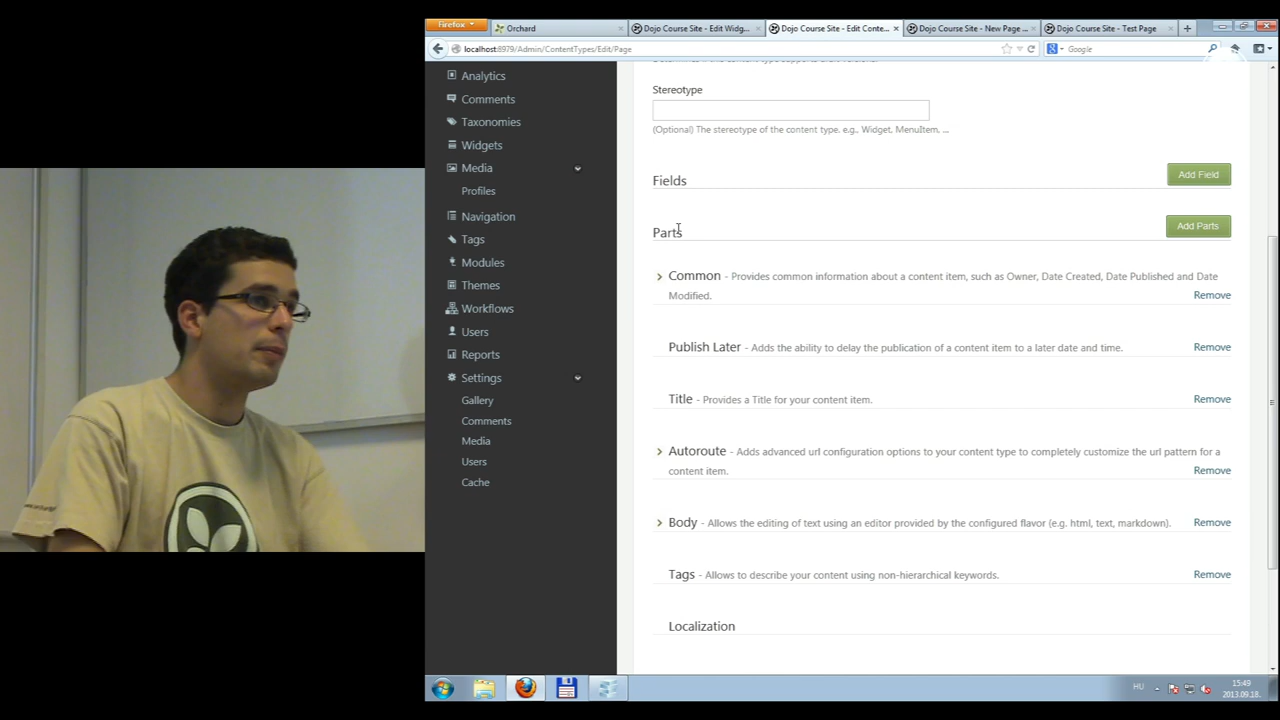 Firefox
Orchard
Dojo Course Site - Edit Widg...
Dojo Course Site - Edit Conte...
Dojo Course Site - New Page ...
Dojo Course Site - Test Page
localhost:8979/Admin/ContentTypes/Edit/Page
Google
Analytics
Comments
Taxonomies
Widgets
Media
Profiles
Navigation
Tags
Modules
Themes
Workflows
Users
Reports
Settings
Gallery
Comments
Media
Users
Cache
Stereotype
(Optional) The stereotype of the content type. e.g., Widget, MenuItem, ...
Fields
Add Field
Parts
Add Parts
Common - Provides common information about a content item, such as Owner, Date Created, Date Published and Date
Modified.
Remove
Publish Later - Adds the ability to delay the publication of a content item to a later date and time.
Remove
Title - Provides a Title for your content item.
Remove
Autoroute - Adds advanced url configuration options to your content type to completely customize the url pattern for a
content item.
Remove
Body - Allows the editing of text using an editor provided by the configured flavor (e.g. html, text, markdown).
Remove
Tags - Allows to describe your content using non-hierarchical keywords.
Remove
Localization
HU
15:49
2013.09.18.